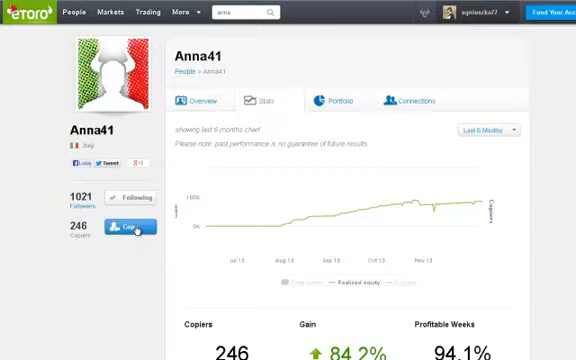 eToro People Markets Trading More anna agnieszka77 Fund Your Acc
Anna41
People > Anna41
Overview Stats Portfolio Connections
showing last 6 months chart
Last 6 Months
Please note: past performance is no guarantee of future results
Anna41
Italy
Tweet +1
1021
Followers
Following
246
Copiers
Cop
100%
0%
Gain
Copiers
Jul 13 Aug 13 Sep 13 Oct 13 Nov 13
Realized equity
Copiers Gain Profitable Weeks
246 84.2% 94.1%